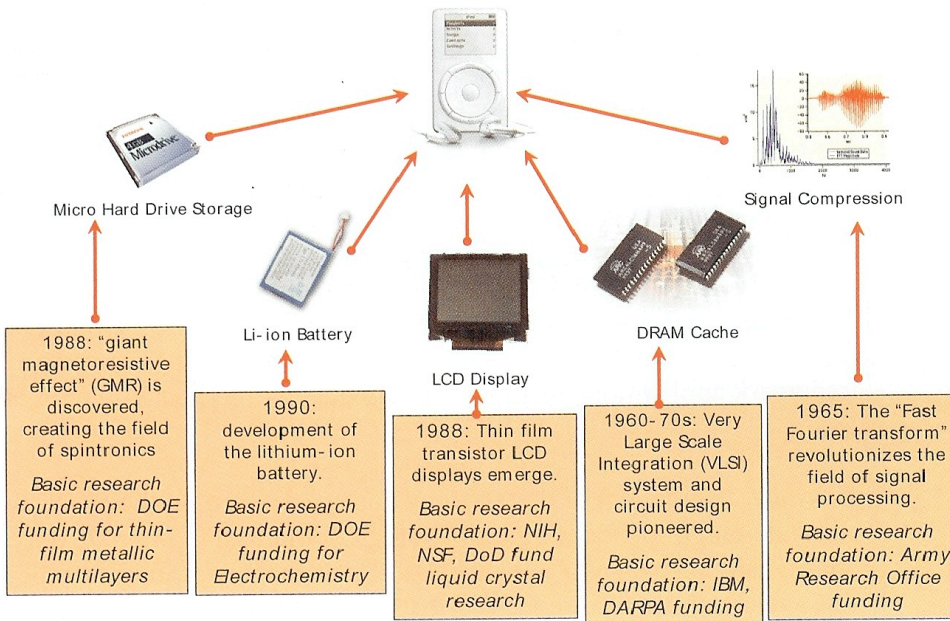 Micro Hard Drive Storage
Li-ion Battery
LCD Display
DRAM Cache
Signal Compression
HITACHI
4GB
Microdrive
1988: “giant
magnetoresistive
effect” (GMR) is
discovered,
creating the field
of spintronics
Basic research
foundation: DOE
funding for thin-
film metallic
multilayers
1990:
development of
the lithium-ion
battery.
Basic research
foundation: DOE
funding for
Electrochemistry
1988: Thin film
transistor LCD
displays emerge.
Basic research
foundation: NIH,
NSF, DoD fund
liquid crystal
research
1960-70s: Very
Large Scale
Integration (VLSI)
system and
circuit design
pioneered.
Basic research
foundation: IBM,
DARPA funding
1965: The “Fast
Fourier transform”
revolutionizes the
field of signal
processing.
Basic research
foundation: Army
Research Office
funding